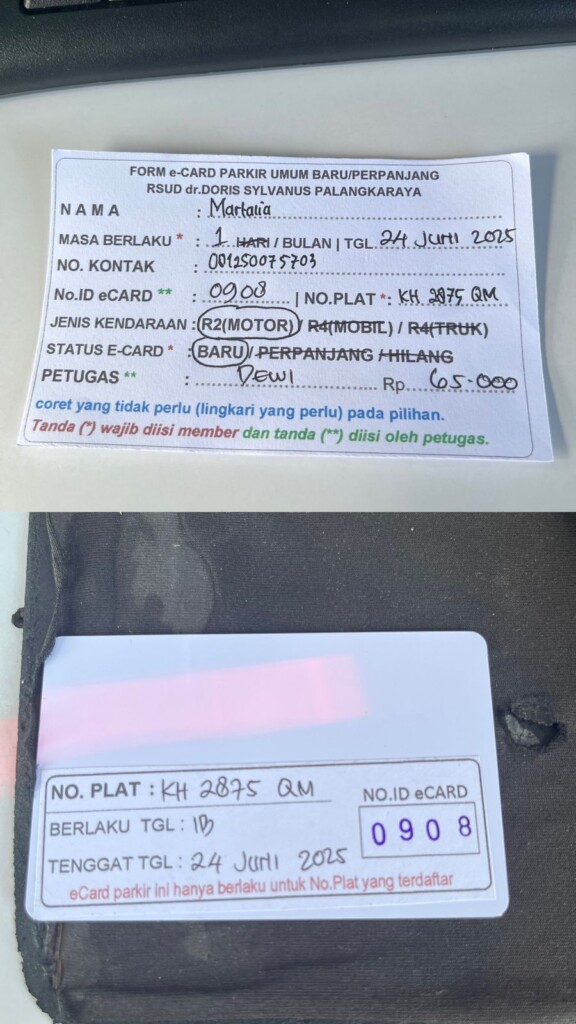 FORM e-CARD PARKIR UMUM BARU/PERPANJANG
RSUD dr.DORIS SYLVANUS PALANGKARAYA
NAMA : Martalia
MASA BERLAKU * : 1 HARI / BULAN | TGL. 24 Juni 2025
NO. KONTAK : 001250075703
No.ID eCARD ** : 0908 | NO.PLAT *: KH 2875 QM
JENIS KENDARAAN : R2(MOTOR) / R4(MOBIL) / R4(TRUK)
STATUS E-CARD * : BARU / PERPANJANG / HILANG
PETUGAS ** : DEWI Rp. 65.000
coret yang tidak perlu (lingkari yang perlu) pada pilihan.
Tanda (*) wajib diisi member dan tanda (**) diisi oleh petugas.
NO. PLAT : KH 2875 QM
NO.ID eCARD
BERLAKU TGL : 1B
0908
TENGGAT TGL : 24 Juni 2025
eCard parkir ini hanya berlaku untuk No.Plat yang terdaftar